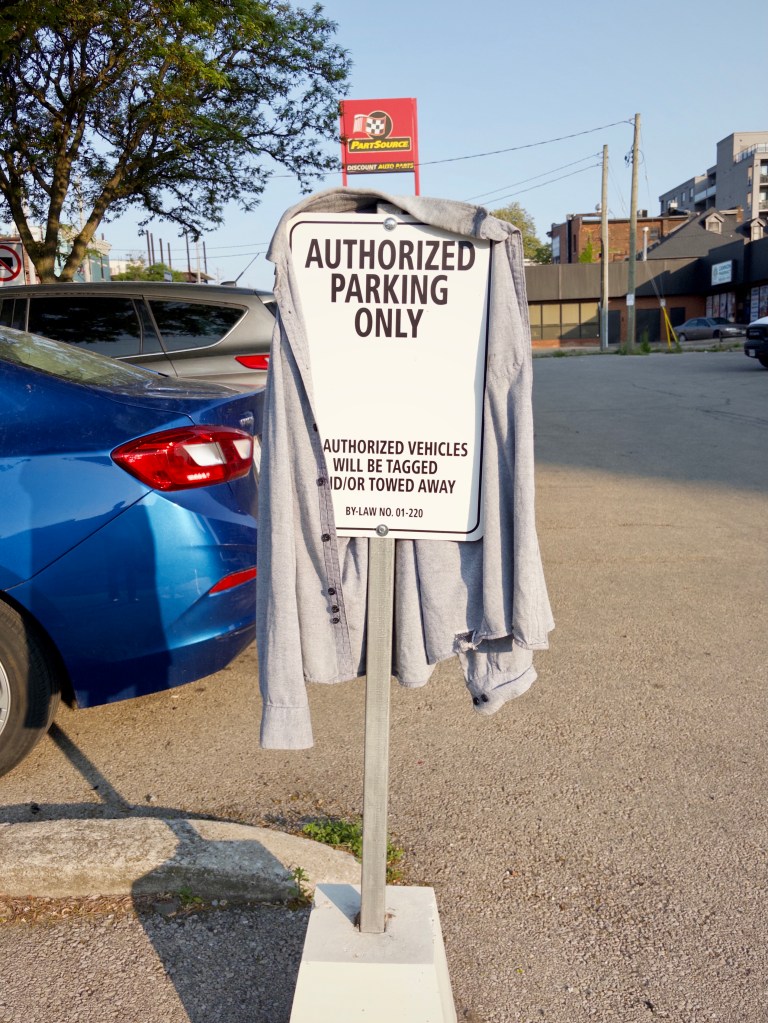 PARTSOURCE
DISCOUNT AUTO PARTS
AUTHORIZED
PARKING
ONLY
AUTHORIZED VEHICLES
WILL BE TAGGED
D/OR TOWED AWAY
BY-LAW NO. 01-220